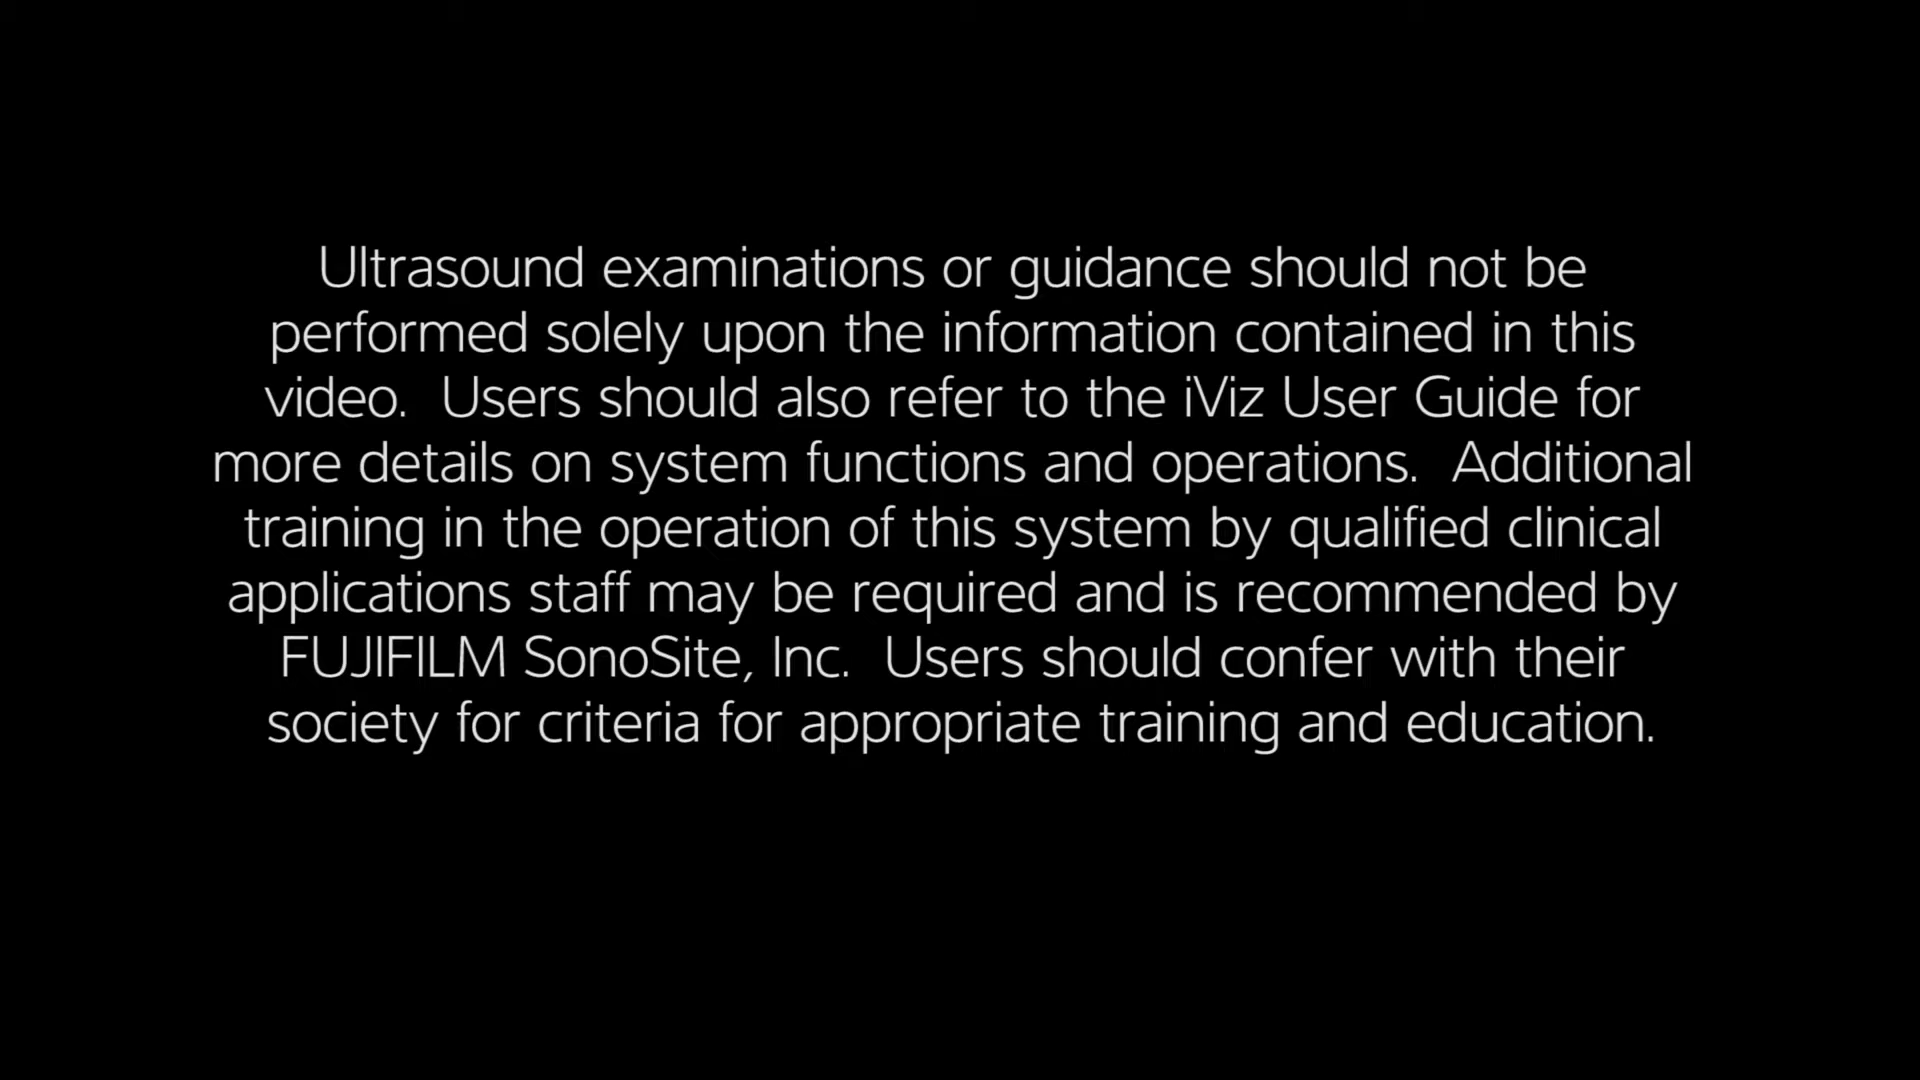 Ultrasound examinations or guidance should not be
performed solely upon the information contained in this
video.  Users should also refer to the iViz User Guide for
more details on system functions and operations.  Additional
training in the operation of this system by qualified clinical
applications staff may be required and is recommended by
FUJIFILM SonoSite, Inc.  Users should confer with their
society for criteria for appropriate training and education.